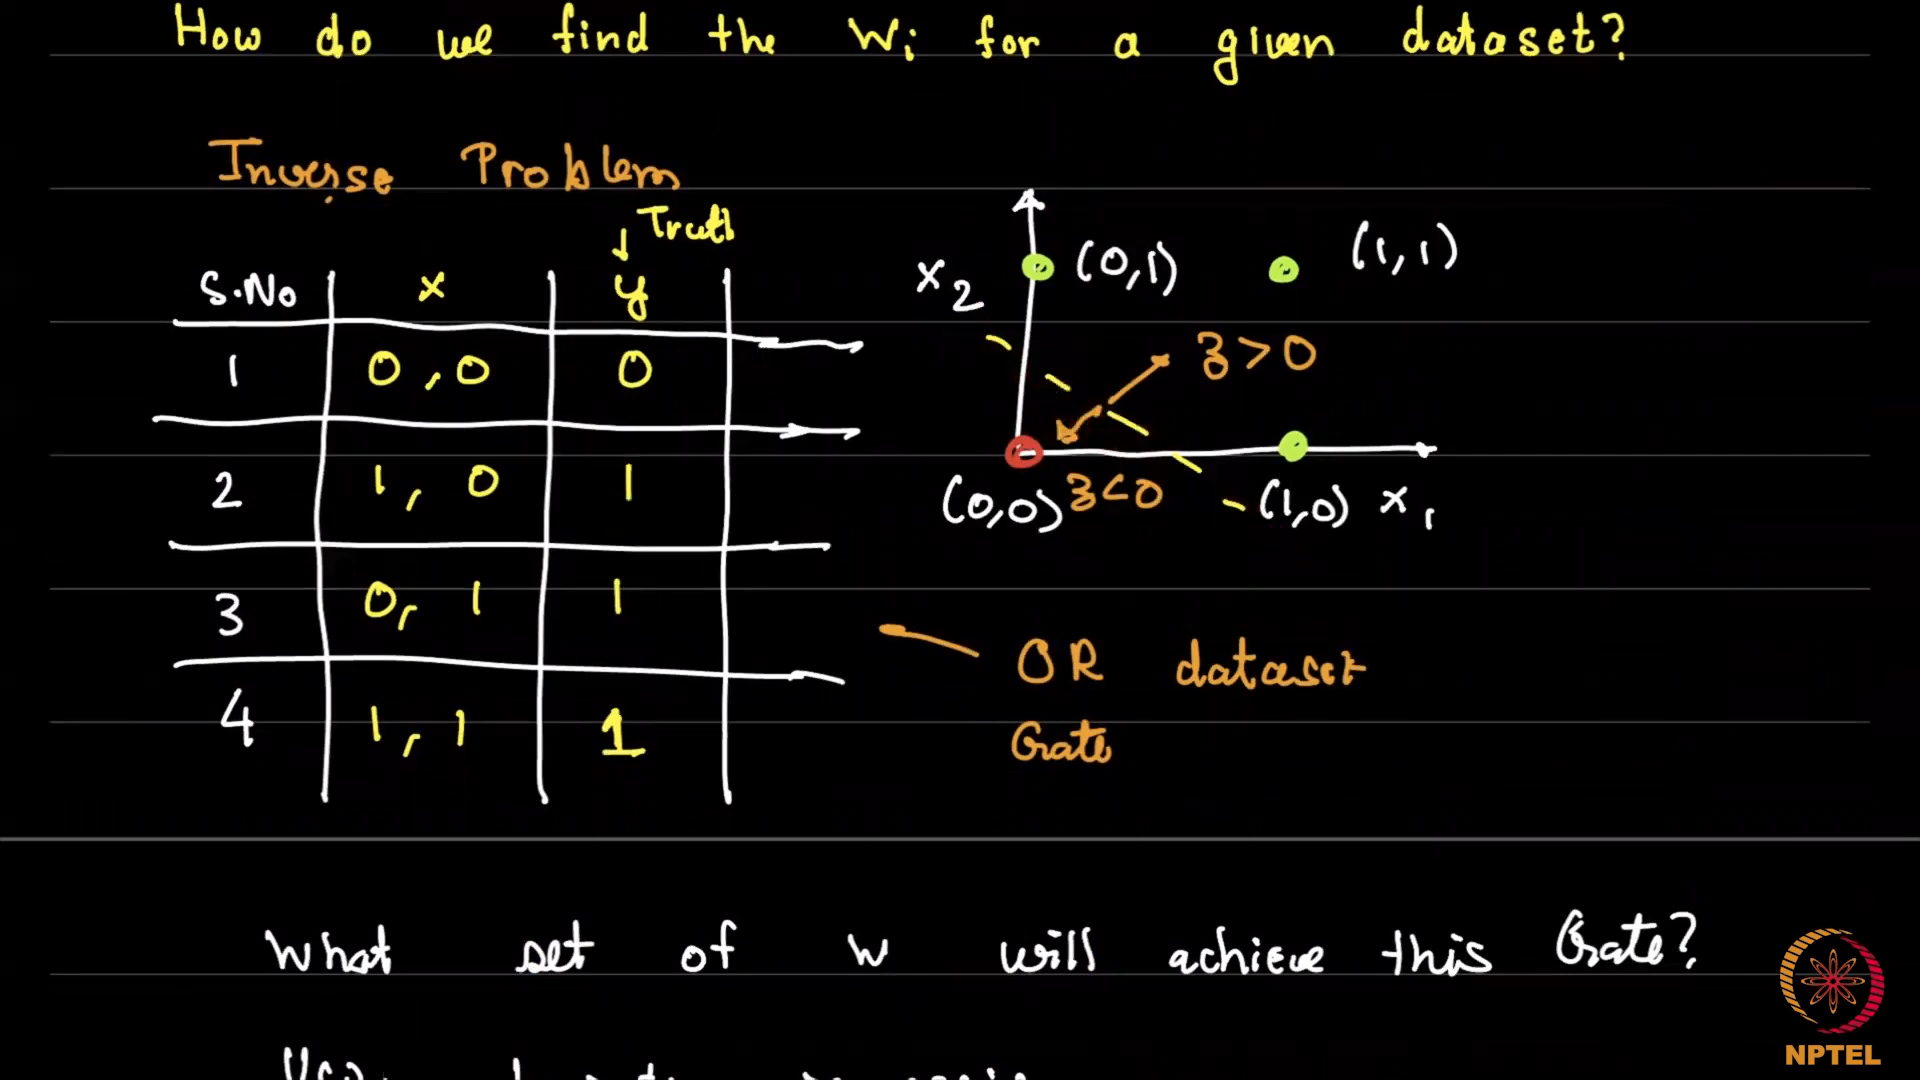 How do we find the Wi for a given dataset?
Inverse Problem
Truth
S.No x y
1 0,0 0
2 1, 0 1
3 0, 1 1
4 1, 1 1
x2 (0,1) (1,1)
z>0
(0,0) z<0 (1,0) x1
OR dataset
Gate
What set of w will achieve this Gate?
NPTEL